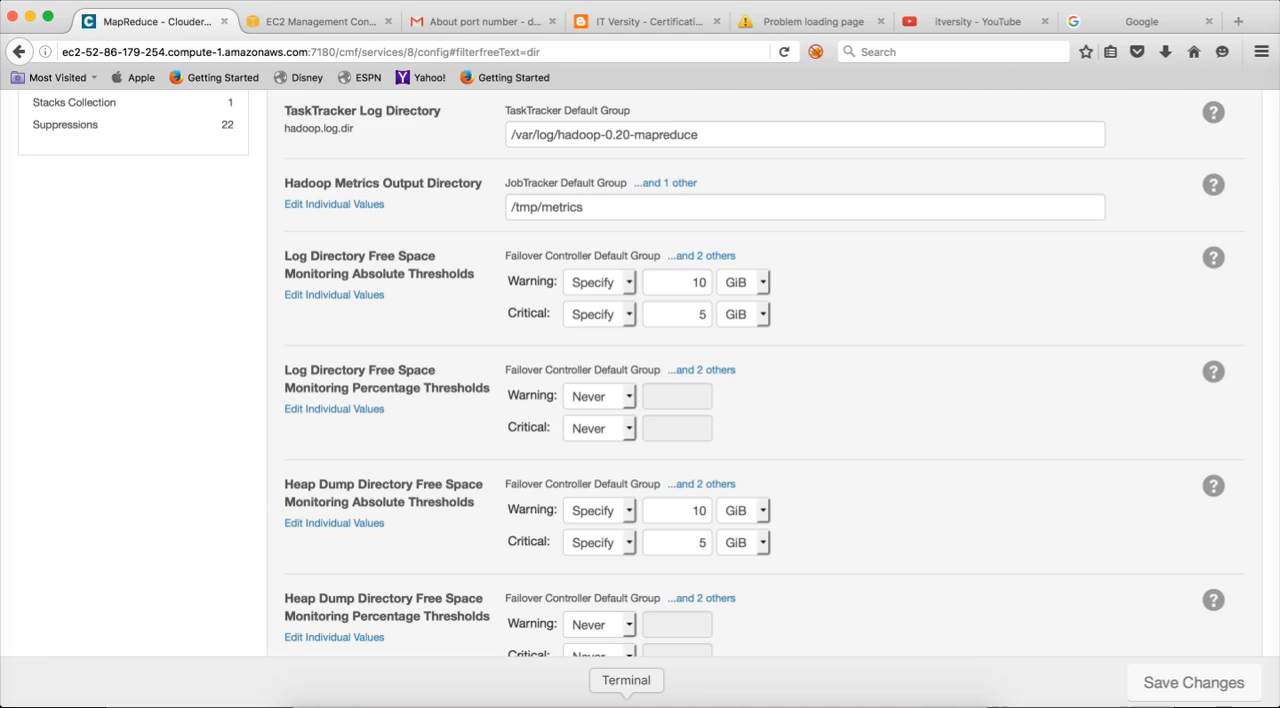 MapReduce - Clouder...
EC2 Management Con...
About port number - d...
IT Versity - Certificati...
Problem loading page
itversity - YouTube
Google
ec2-52-86-179-254.compute-1.amazonaws.com:7180/cmf/services/8/config#filterfreeText=dir
Search
Most Visited
Apple
Getting Started
Disney
ESPN
Yahoo!
Getting Started
Stacks Collection 1
Suppressions 22
TaskTracker Log Directory
hadoop.log.dir
TaskTracker Default Group
/var/log/hadoop-0.20-mapreduce
Hadoop Metrics Output Directory
Edit Individual Values
JobTracker Default Group ...and 1 other
/tmp/metrics
Log Directory Free Space
Monitoring Absolute Thresholds
Edit Individual Values
Failover Controller Default Group ...and 2 others
Warning: Specify 10 GiB
Critical: Specify 5 GiB
Log Directory Free Space
Monitoring Percentage Thresholds
Edit Individual Values
Failover Controller Default Group ...and 2 others
Warning: Never
Critical: Never
Heap Dump Directory Free Space
Monitoring Absolute Thresholds
Edit Individual Values
Failover Controller Default Group ...and 2 others
Warning: Specify 10 GiB
Critical: Specify 5 GiB
Heap Dump Directory Free Space
Monitoring Percentage Thresholds
Edit Individual Values
Failover Controller Default Group ...and 2 others
Warning: Never
Critical: Never
Terminal
Save Changes